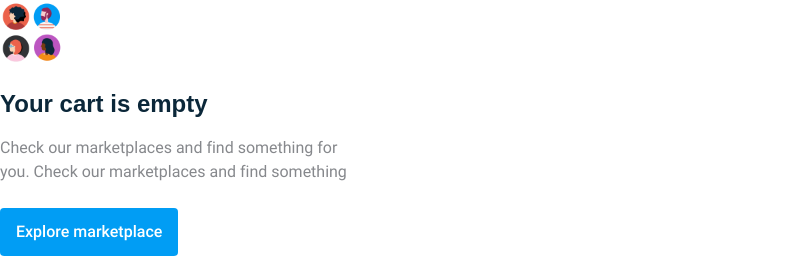 Your cart is empty
Check our marketplaces and find something for
you. Check our marketplaces and find something
Explore marketplace